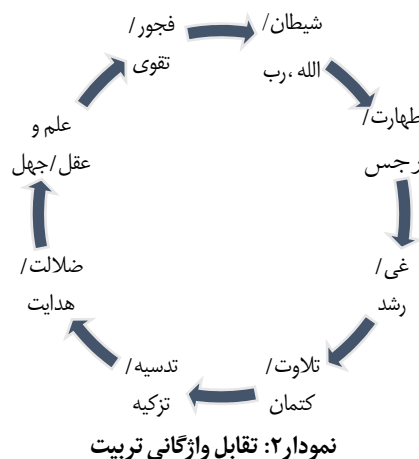 شیطان/
الله ،رب
طهارت/
رجس
غی/
رشد
تلاوت/
کتمان
تدسیه/
تزکیه
ضلالت/
هدایت
علم و
عقل/جهل
فجور/
تقوی
نمودار۲: تقابل واژگانی تربیت